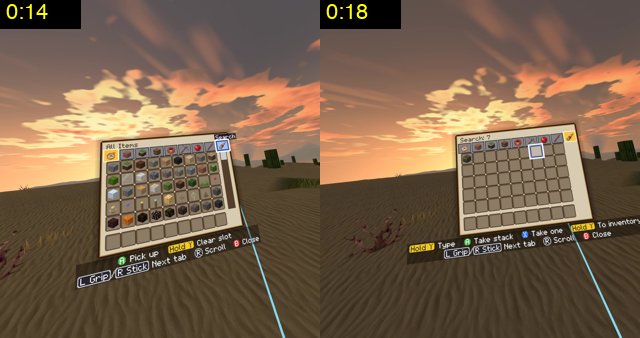 0:14
All Items
Search
A Pick up Hold Y Clear slot
L Grip/R Stick Next tab R Scroll B Close
0:18
Search: ?
Hold Y Type A Take stack X Take one Hold Y To inventory
L Grip/R Stick Next tab R Scroll B Close